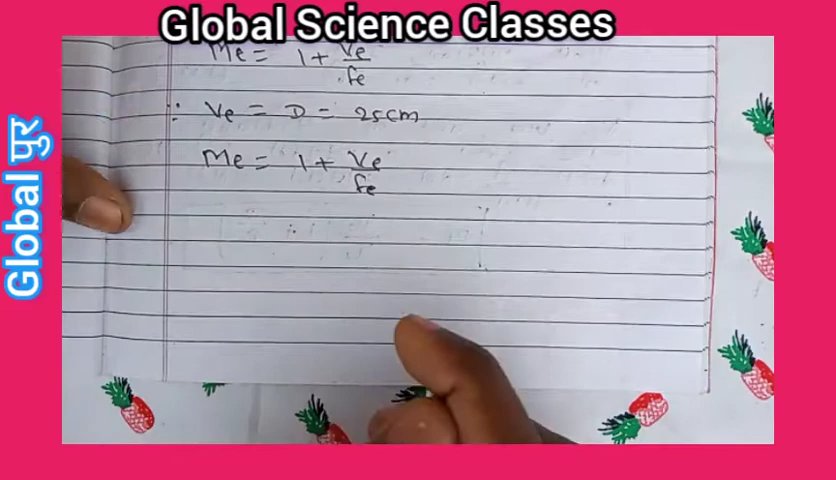 Global Science Classes
Me = 1 + Ve/fe
∵ Ve = D = 25cm
Me = 1 + Ve/fe
Global पुर